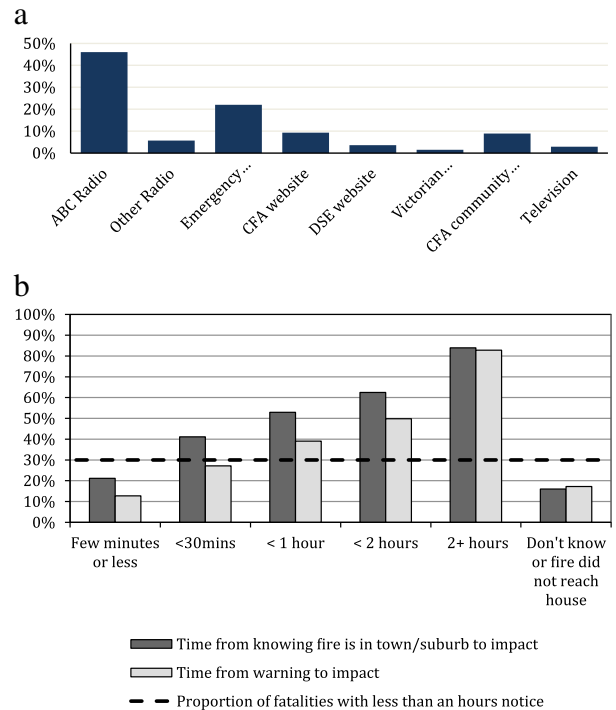 a
50%
40%
30%
20%
10%
0%
ABC Radio
Other Radio
Emergency...
CFA website
DSE website
Victorian...
CFA community...
Television
b
100%
90%
80%
70%
60%
50%
40%
30%
20%
10%
0%
Few minutes
or less
<30mins
< 1 hour
< 2 hours
2+ hours
Don't know
or fire did
not reach
house
Time from knowing fire is in town/suburb to impact
Time from warning to impact
Proportion of fatalities with less than an hours notice